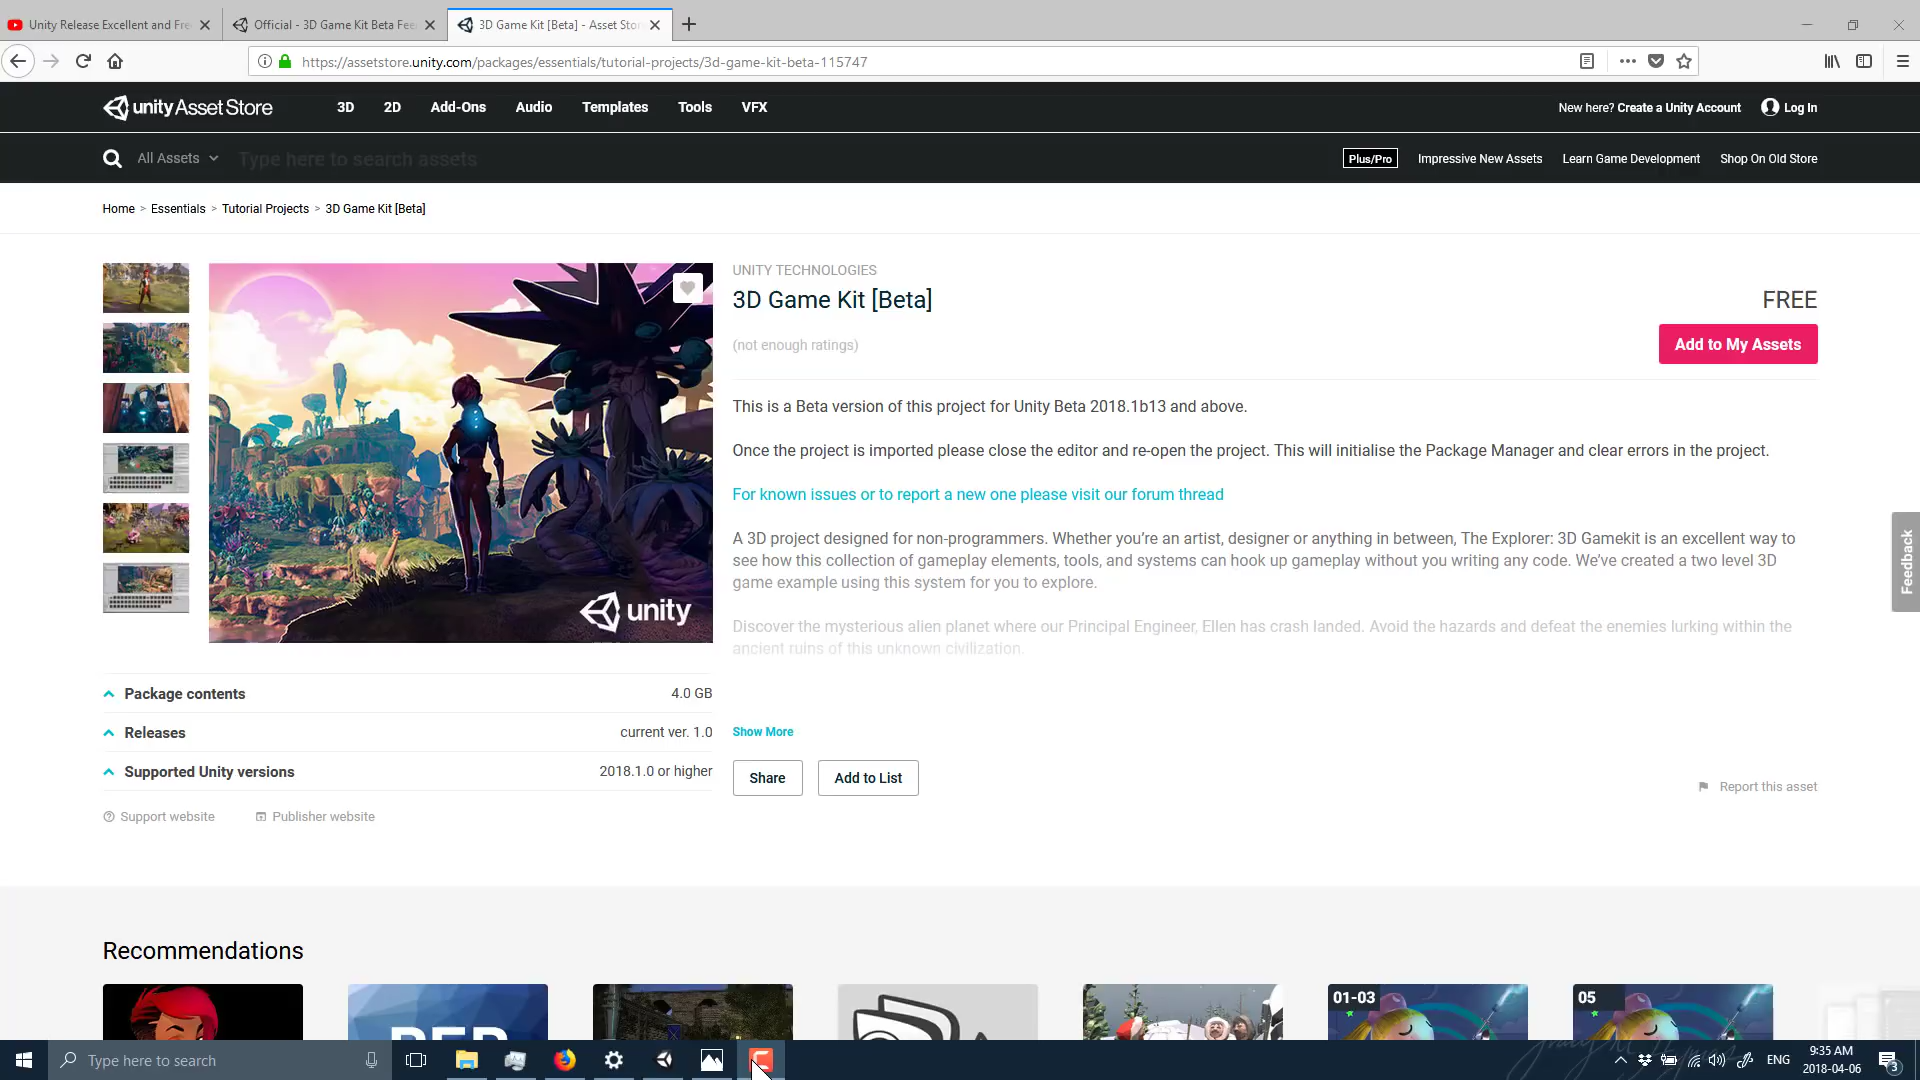 Unity Release Excellent and Fre
Official - 3D Game Kit Beta Fee
3D Game Kit [Beta] - Asset Stor
https://assetstore.unity.com/packages/essentials/tutorial-projects/3d-game-kit-beta-115747
unity Asset Store
3D
2D
Add-Ons
Audio
Templates
Tools
VFX
New here? Create a Unity Account
Log In
All Assets
Type here to search assets
Plus/Pro
Impressive New Assets
Learn Game Development
Shop On Old Store
Home > Essentials > Tutorial Projects > 3D Game Kit [Beta]
unity
UNITY TECHNOLOGIES
3D Game Kit [Beta]
FREE
(not enough ratings)
Add to My Assets
This is a Beta version of this project for Unity Beta 2018.1b13 and above.
Once the project is imported please close the editor and re-open the project. This will initialise the Package Manager and clear errors in the project.
For known issues or to report a new one please visit our forum thread
A 3D project designed for non-programmers. Whether you're an artist, designer or anything in between, The Explorer: 3D Gamekit is an excellent way to
see how this collection of gameplay elements, tools, and systems can hook up gameplay without you writing any code. We've created a two level 3D
game example using this system for you to explore.
Discover the mysterious alien planet where our Principal Engineer, Ellen has crash landed. Avoid the hazards and defeat the enemies lurking within the
ancient ruins of this unknown civilization.
Feedback
Package contents
4.0 GB
Releases
current ver. 1.0
Supported Unity versions
2018.1.0 or higher
Support website
Publisher website
Show More
Share
Add to List
Report this asset
Recommendations
01-03
05
Type here to search
ENG
9:35 AM
2018-04-06
3